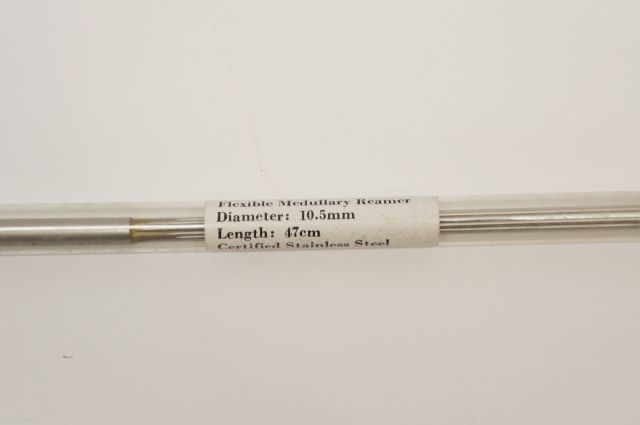 Flexible Medullary Reamer
Diameter: 10.5mm
Length: 47cm
Certified Stainless Steel